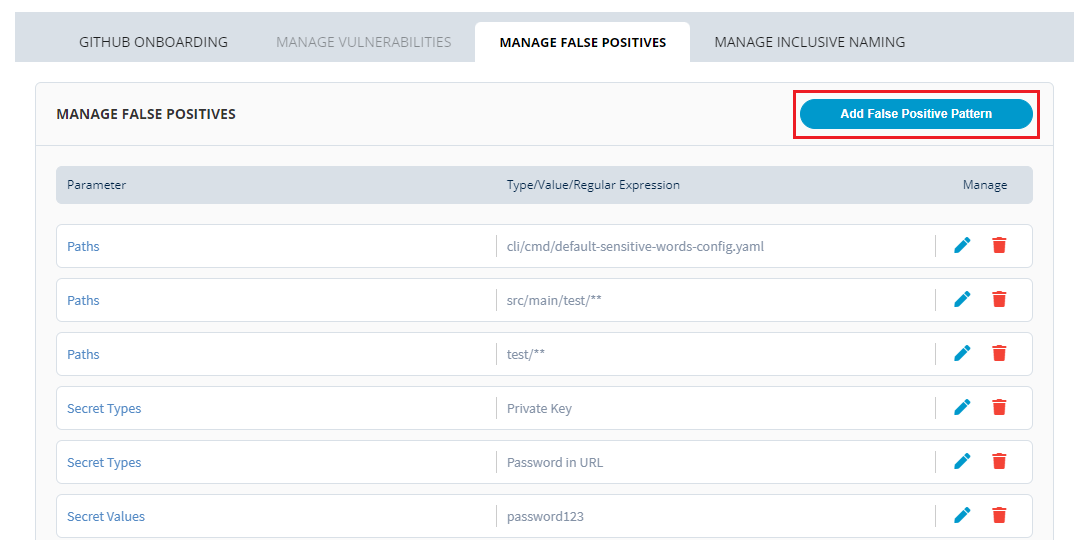 GITHUB ONBOARDING MANAGE VULNERABILITIES MANAGE FALSE POSITIVES MANAGE INCLUSIVE NAMING
MANAGE FALSE POSITIVES Add False Positive Pattern
Parameter Type/Value/Regular Expression Manage
Paths cli/cmd/default-sensitive-words-config.yaml
Paths src/main/test/**
Paths test/**
Secret Types Private Key
Secret Types Password in URL
Secret Values password123